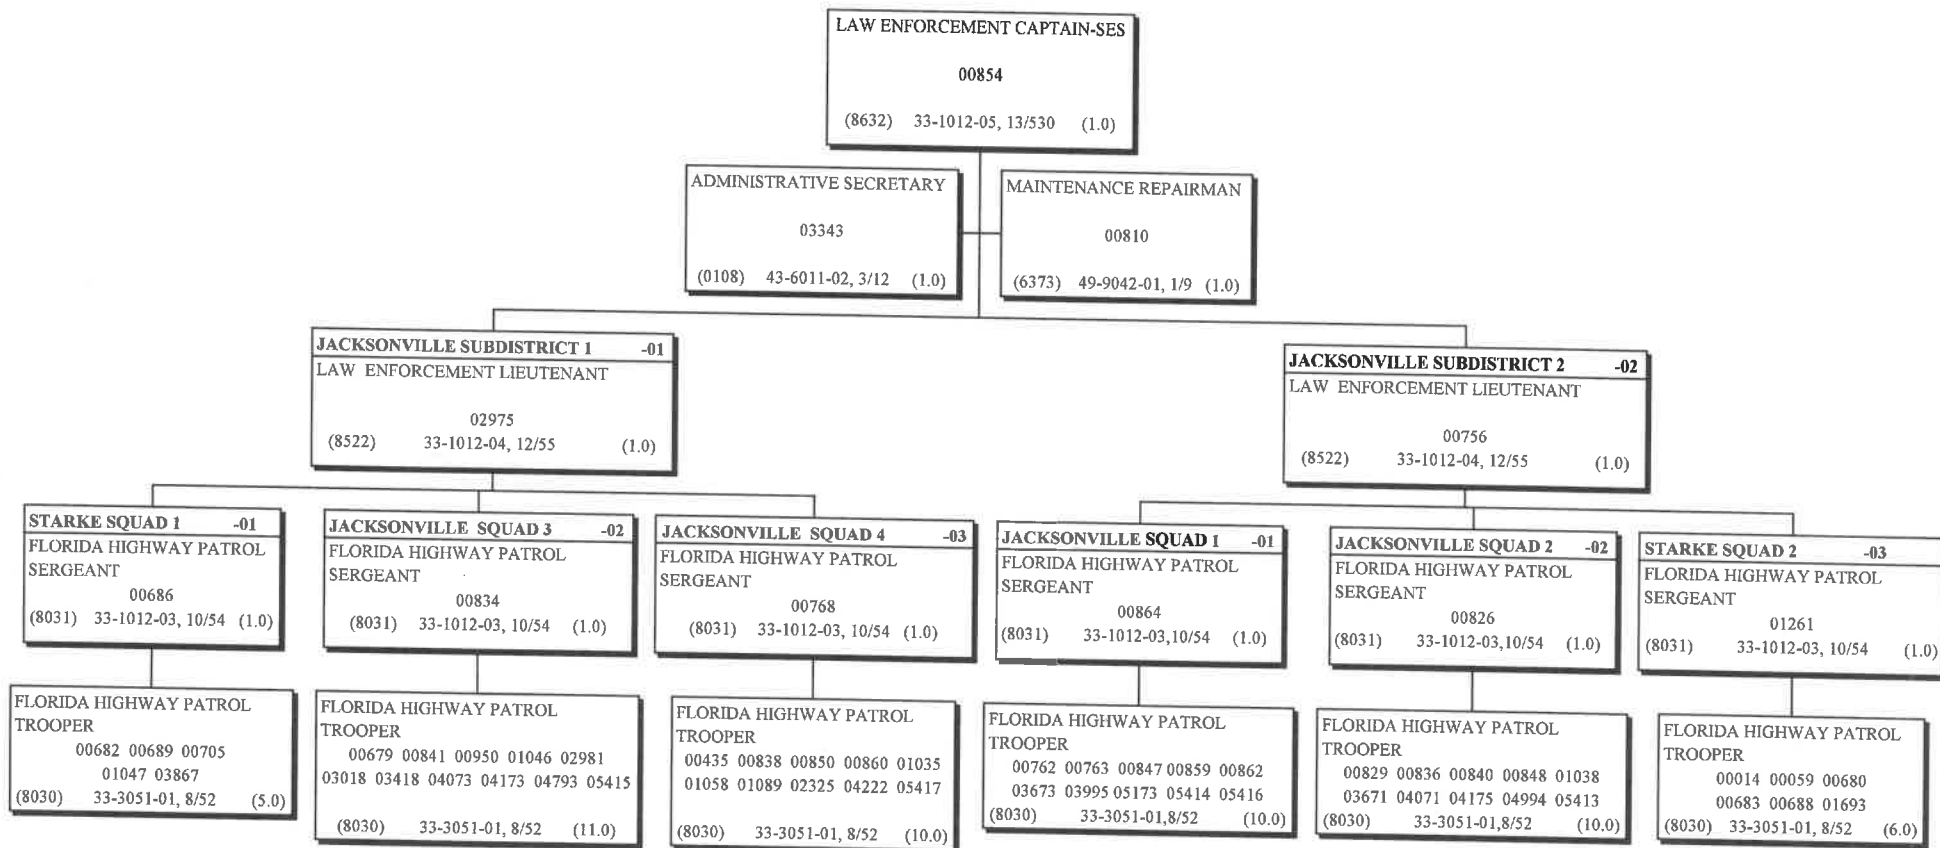 LAW ENFORCEMENT CAPTAIN-SES
00854
(8632) 33-1012-05, 13/530 (1.0)
ADMINISTRATIVE SECRETARY
03343
(0108) 43-6011-02, 3/12 (1.0)
MAINTENANCE REPAIRMAN
00810
(6373) 49-9042-01, 1/9 (1.0)
JACKSONVILLE SUBDISTRICT 1 -01
LAW ENFORCEMENT LIEUTENANT
02975
(8522) 33-1012-04, 12/55 (1.0)
JACKSONVILLE SUBDISTRICT 2 -02
LAW ENFORCEMENT LIEUTENANT
00756
(8522) 33-1012-04, 12/55 (1.0)
STARKE SQUAD 1 -01
FLORIDA HIGHWAY PATROL
SERGEANT
00686
(8031) 33-1012-03, 10/54 (1.0)
JACKSONVILLE SQUAD 3 -02
FLORIDA HIGHWAY PATROL
SERGEANT
00834
(8031) 33-1012-03, 10/54 (1.0)
JACKSONVILLE SQUAD 4 -03
FLORIDA HIGHWAY PATROL
SERGEANT
00768
(8031) 33-1012-03, 10/54 (1.0)
JACKSONVILLE SQUAD 1 -01
FLORIDA HIGHWAY PATROL
SERGEANT
00864
(8031) 33-1012-03,10/54 (1.0)
JACKSONVILLE SQUAD 2 -02
FLORIDA HIGHWAY PATROL
SERGEANT
00826
(8031) 33-1012-03,10/54 (1.0)
STARKE SQUAD 2 -03
FLORIDA HIGHWAY PATROL
SERGEANT
01261
(8031) 33-1012-03, 10/54 (1.0)
FLORIDA HIGHWAY PATROL
TROOPER
00682 00689 00705
01047 03867
(8030) 33-3051-01, 8/52 (5.0)
FLORIDA HIGHWAY PATROL
TROOPER
00679 00841 00950 01046 02981
03018 03418 04073 04173 04793 05415
(8030) 33-3051-01, 8/52 (11.0)
FLORIDA HIGHWAY PATROL
TROOPER
00435 00838 00850 00860 01035
01058 01089 02325 04222 05417
(8030) 33-3051-01, 8/52 (10.0)
FLORIDA HIGHWAY PATROL
TROOPER
00762 00763 00847 00859 00862
03673 03995 05173 05414 05416
(8030) 33-3051-01,8/52 (10.0)
FLORIDA HIGHWAY PATROL
TROOPER
00829 00836 00840 00848 01038
03671 04071 04175 04994 05413
(8030) 33-3051-01,8/52 (10.0)
FLORIDA HIGHWAY PATROL
TROOPER
00014 00059 00680
00683 00688 01693
(8030) 33-3051-01, 8/52 (6.0)